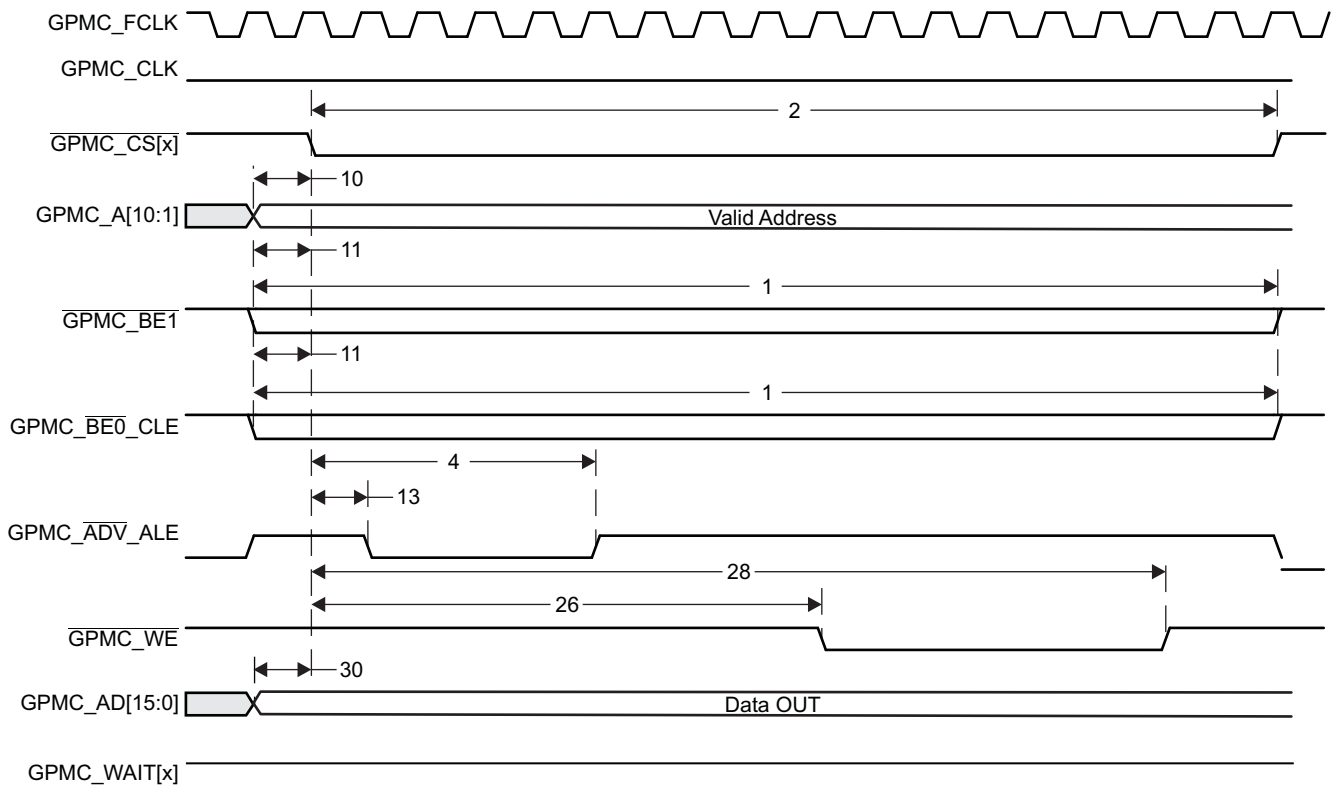 GPMC_FCLK
GPMC_CLK
2
GPMC_CS[x]
10
GPMC_A[10:1]
Valid Address
11
1
GPMC_BE1
11
1
GPMC_BE0_CLE
4
13
GPMC_ADV_ALE
28
26
GPMC_WE
30
GPMC_AD[15:0]
Data OUT
GPMC_WAIT[x]